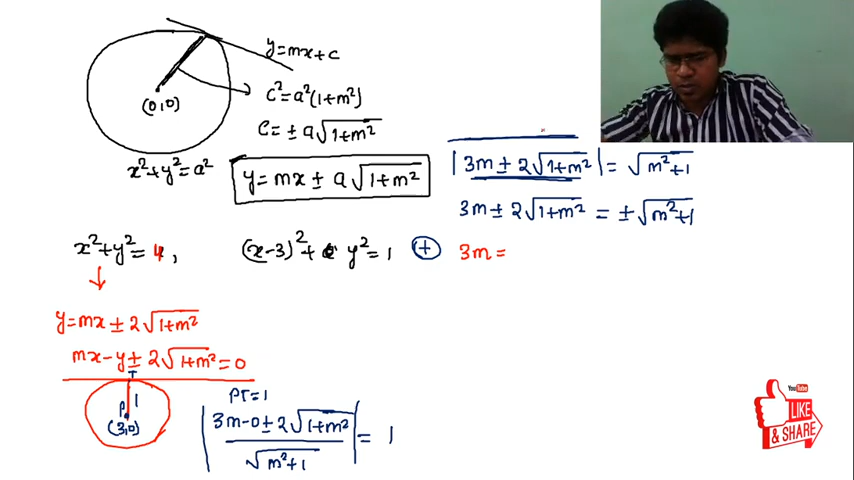 y=mx+c
(0,0)
c²=a²(1+m²)
c=±a√1+m²
x²+y²=a²
y=mx±a√1+m²
|3m±2√1+m²|=√m²+1
3m±2√1+m²=±√m²+1
x²+y²=4, (x-3)²+ y²=1 (+) 3m=
y=mx±2√1+m²
mx-y±2√1+m²=0
T
P 1
(3,0)
PT=1
|3m-0±2√1+m²/√m²+1|=1
YouTube
LIKE
& SHARE